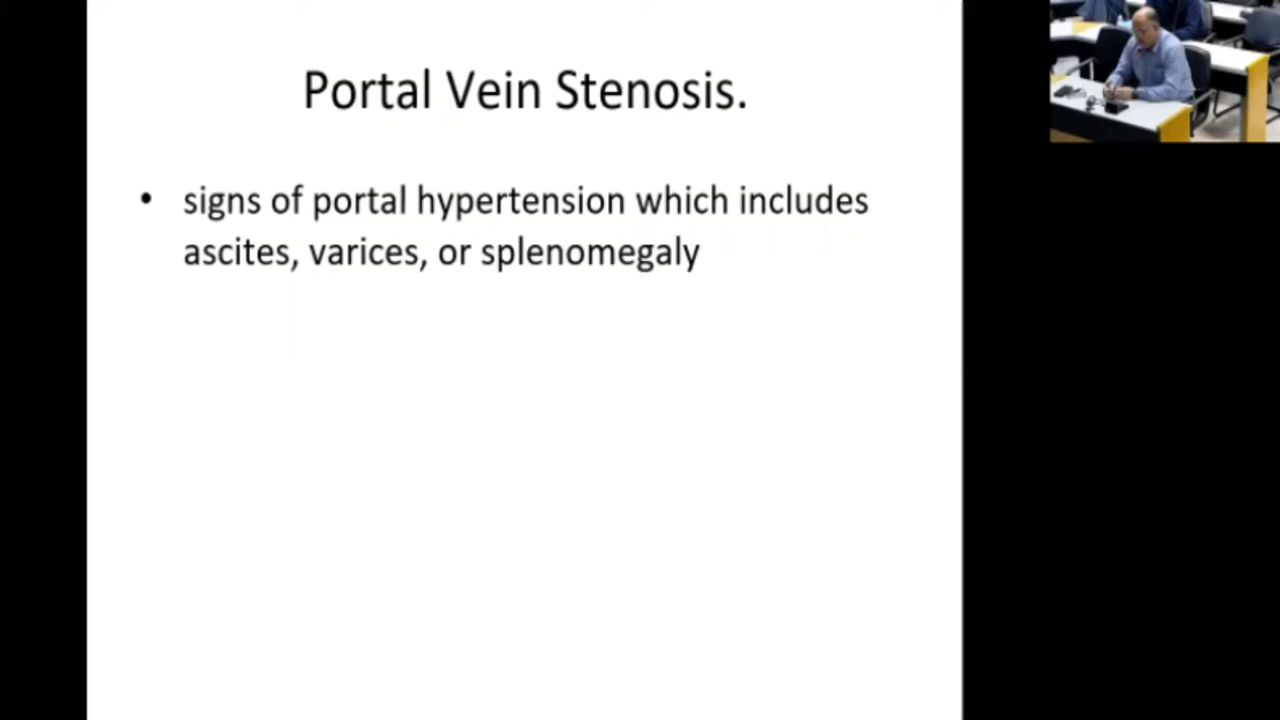 Portal Vein Stenosis.
• signs of portal hypertension which includes
ascites, varices, or splenomegaly